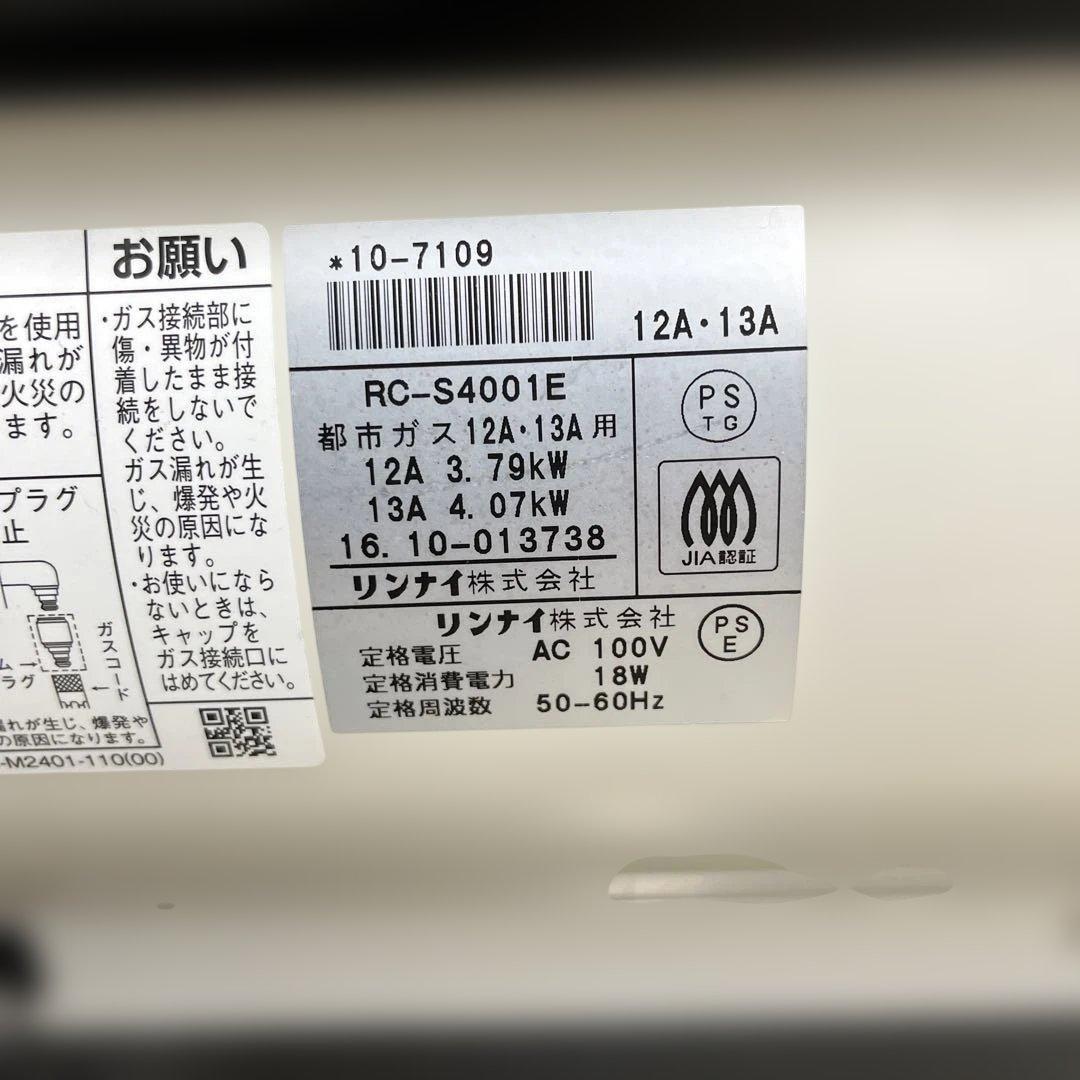 を使用
漏れが
火災の
ます。
プラグ
止
ガスコード
ム→
ラグ
漏れが生じ、爆発や
の原因になります。
-M2401-110(00)
お願い
・ガス接続部に
傷・異物が付
着したまま接
続をしないで
ください。
ガス漏れが生
じ、爆発や火
災の原因にな
ります。
・お使いになら
ないときは、
キャップを
ガス接続口に
はめてください。
*10-7109
12A・13A
RC-S4001E
都市ガス12A・13A用
12A 3.79kW
13A 4.07kW
16.10-013738
リンナイ株式会社
PS
TG
JIA認証
リンナイ株式会社
定格電圧 AC 100V
定格消費電力 18W
定格周波数 50-60Hz
PS
E